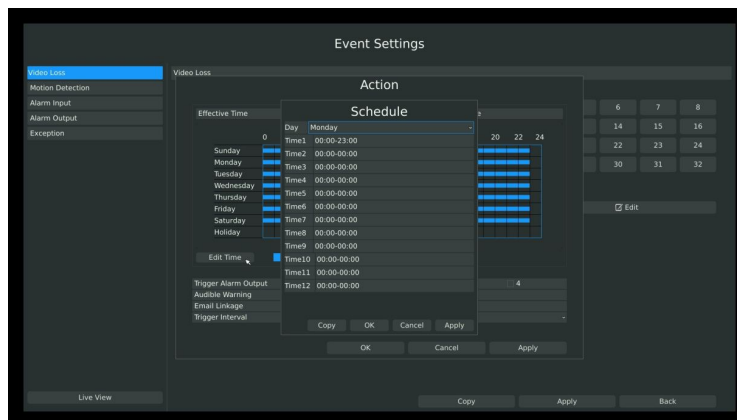 Event Settings
Video Loss
Motion Detection
Alarm Input
Alarm Output
Exception
Live View
Video Loss
Action
Effective Time
0
20 22 24
Sunday
Monday
Tuesday
Wednesday
Thursday
Friday
Saturday
Holiday
Edit Time
Trigger Alarm Output
4
Audible Warning
Email Linkage
Trigger Interval
OK Cancel Apply
Schedule
Day Monday
Time1 00:00-23:00
Time2 00:00-00:00
Time3 00:00-00:00
Time4 00:00-00:00
Time5 00:00-00:00
Time6 00:00-00:00
Time7 00:00-00:00
Time8 00:00-00:00
Time9 00:00-00:00
Time10 00:00-00:00
Time11 00:00-00:00
Time12 00:00-00:00
Copy OK Cancel Apply
6 7 8
14 15 16
22 23 24
30 31 32
Edit
Copy Apply Back